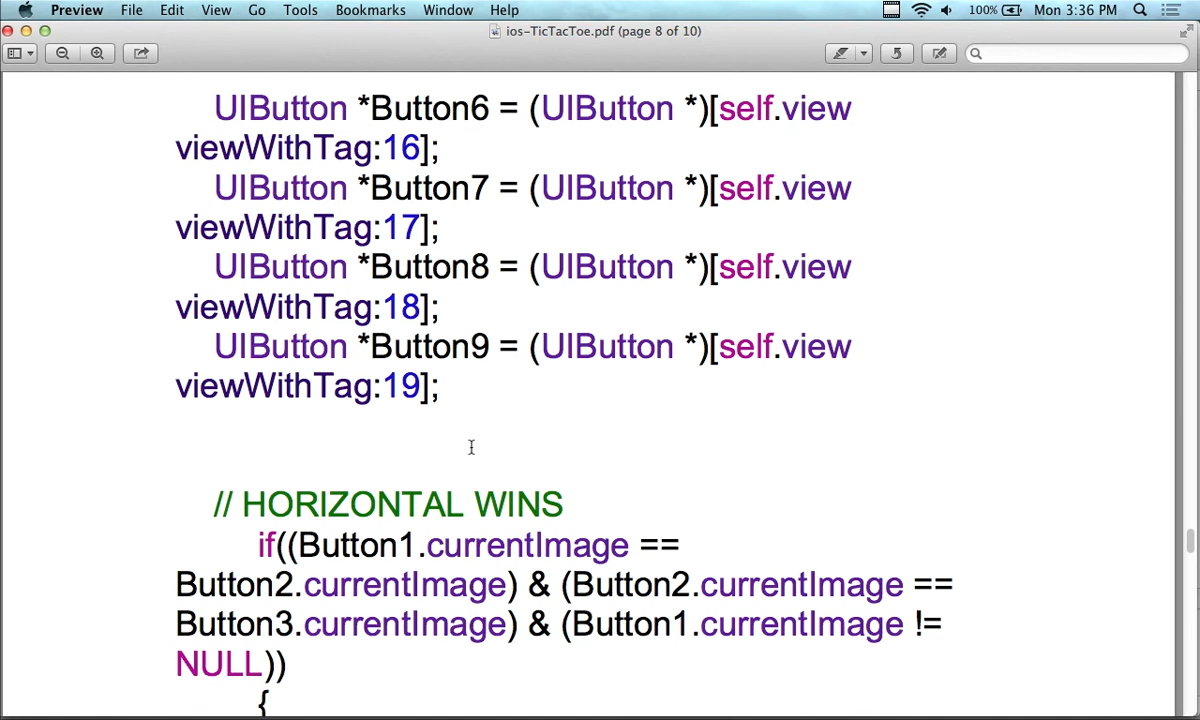 Preview File Edit View Go Tools Bookmarks Window Help 100% Mon 3:36 PM
ios-TicTacToe.pdf (page 8 of 10)
UIButton *Button6 = (UIButton *)[self.view
viewWithTag:16];
UIButton *Button7 = (UIButton *)[self.view
viewWithTag:17];
UIButton *Button8 = (UIButton *)[self.view
viewWithTag:18];
UIButton *Button9 = (UIButton *)[self.view
viewWithTag:19];
// HORIZONTAL WINS
if((Button1.currentImage ==
Button2.currentImage) & (Button2.currentImage ==
Button3.currentImage) & (Button1.currentImage !=
NULL))
{